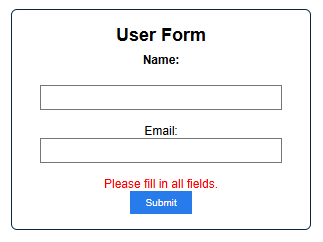 User Form
Name:
Email:
Please fill in all fields.
Submit